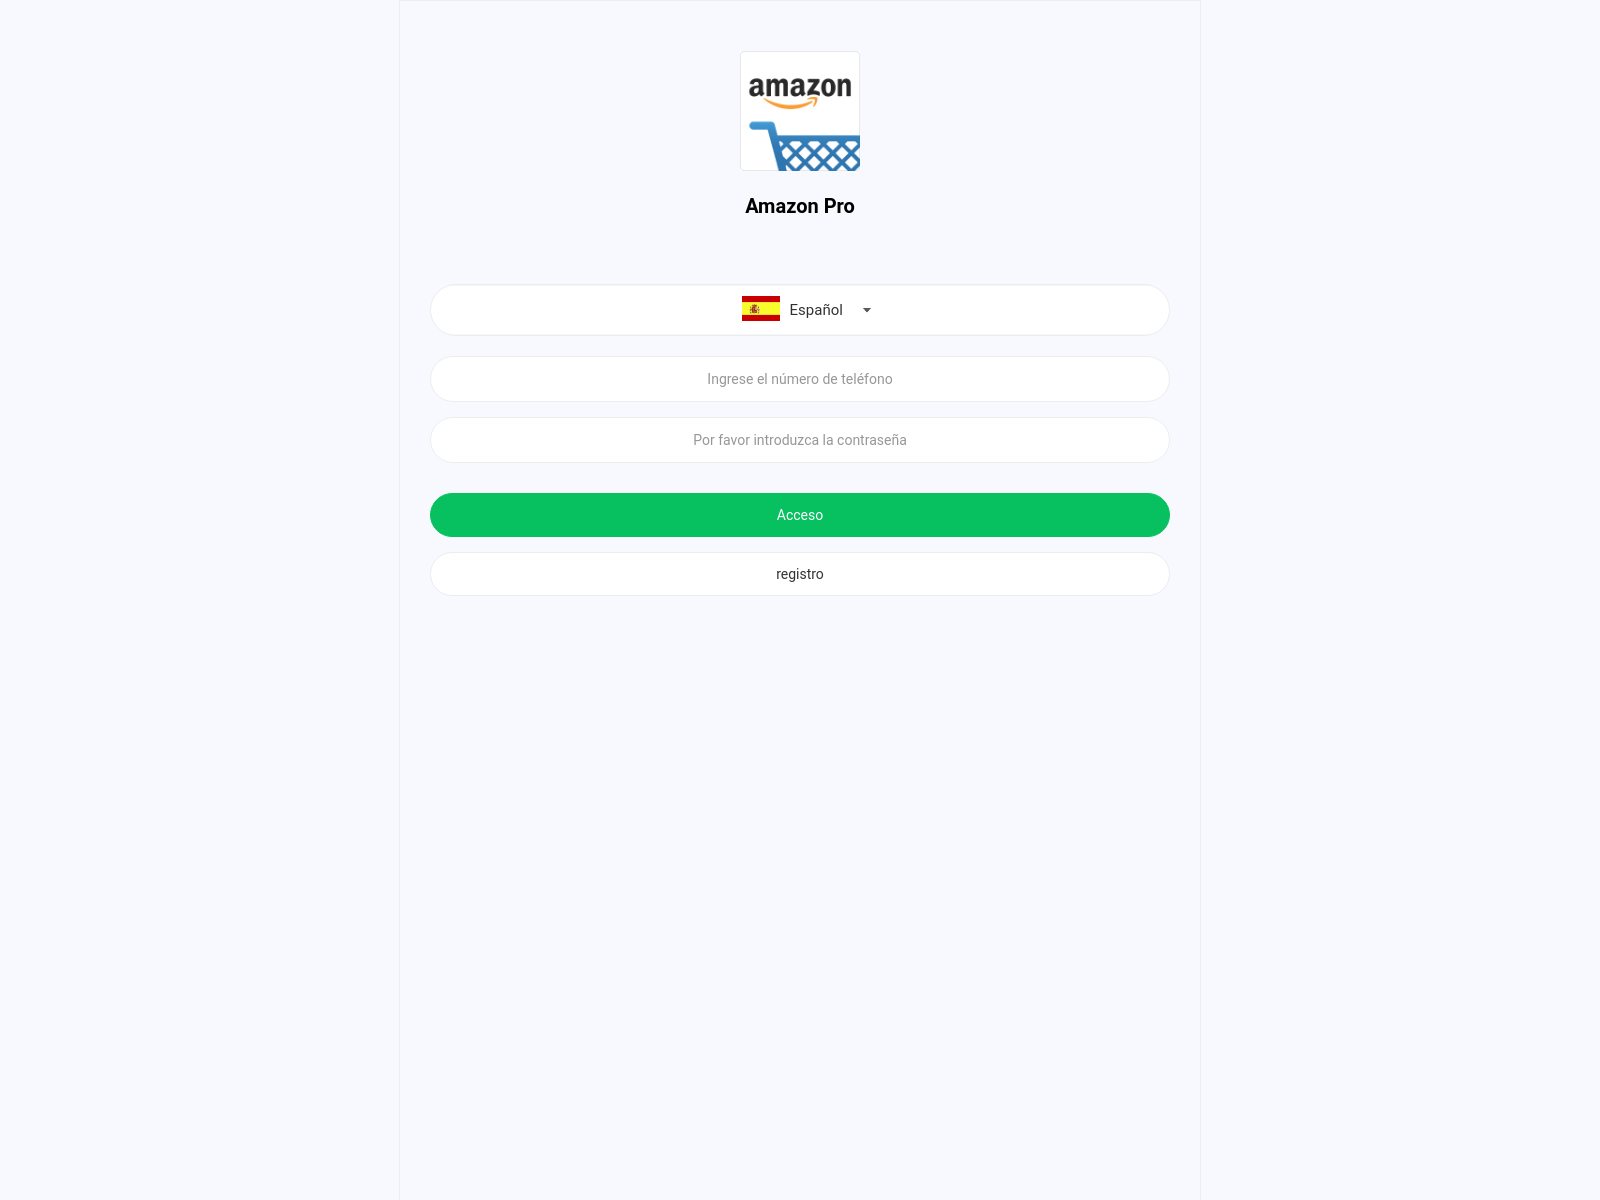 amazon
Amazon Pro
Español
Ingrese el número de teléfono
Por favor introduzca la contraseña
Acceso
registro